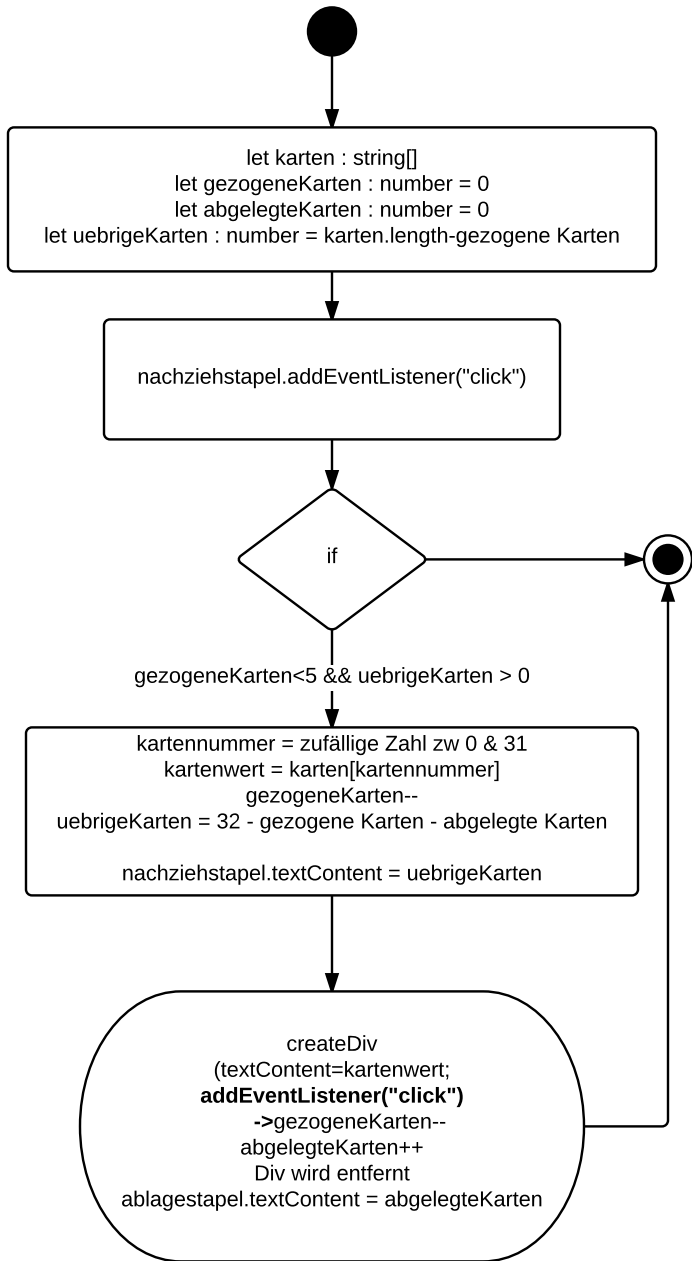 let karten : string[]
let gezogeneKarten : number = 0
let abgelegteKarten : number = 0
let uebrigeKarten : number = karten.length-gezogene Karten
nachziehstapel.addEventListener("click")
if
gezogeneKarten<5 && uebrigeKarten > 0
kartennummer = zufällige Zahl zw 0 & 31
kartenwert = karten[kartennummer]
gezogeneKarten--
uebrigeKarten = 32 - gezogene Karten - abgelegte Karten
nachziehstapel.textContent = uebrigeKarten
createDiv
(textContent=kartenwert;
addEventListener("click")
->gezogeneKarten--
abgelegteKarten++
Div wird entfernt
ablagestapel.textContent = abgelegteKarten